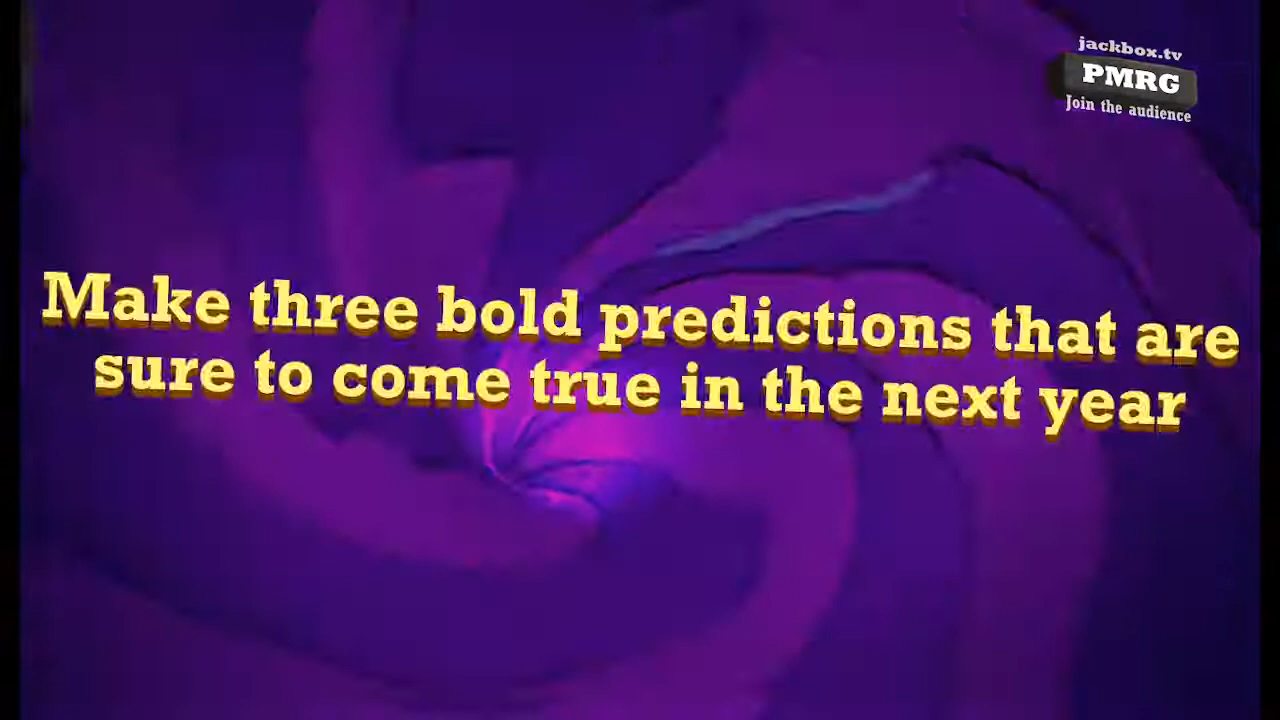 jackbox.tv
PMRG
Join the audience
Make three bold predictions that are
sure to come true in the next year